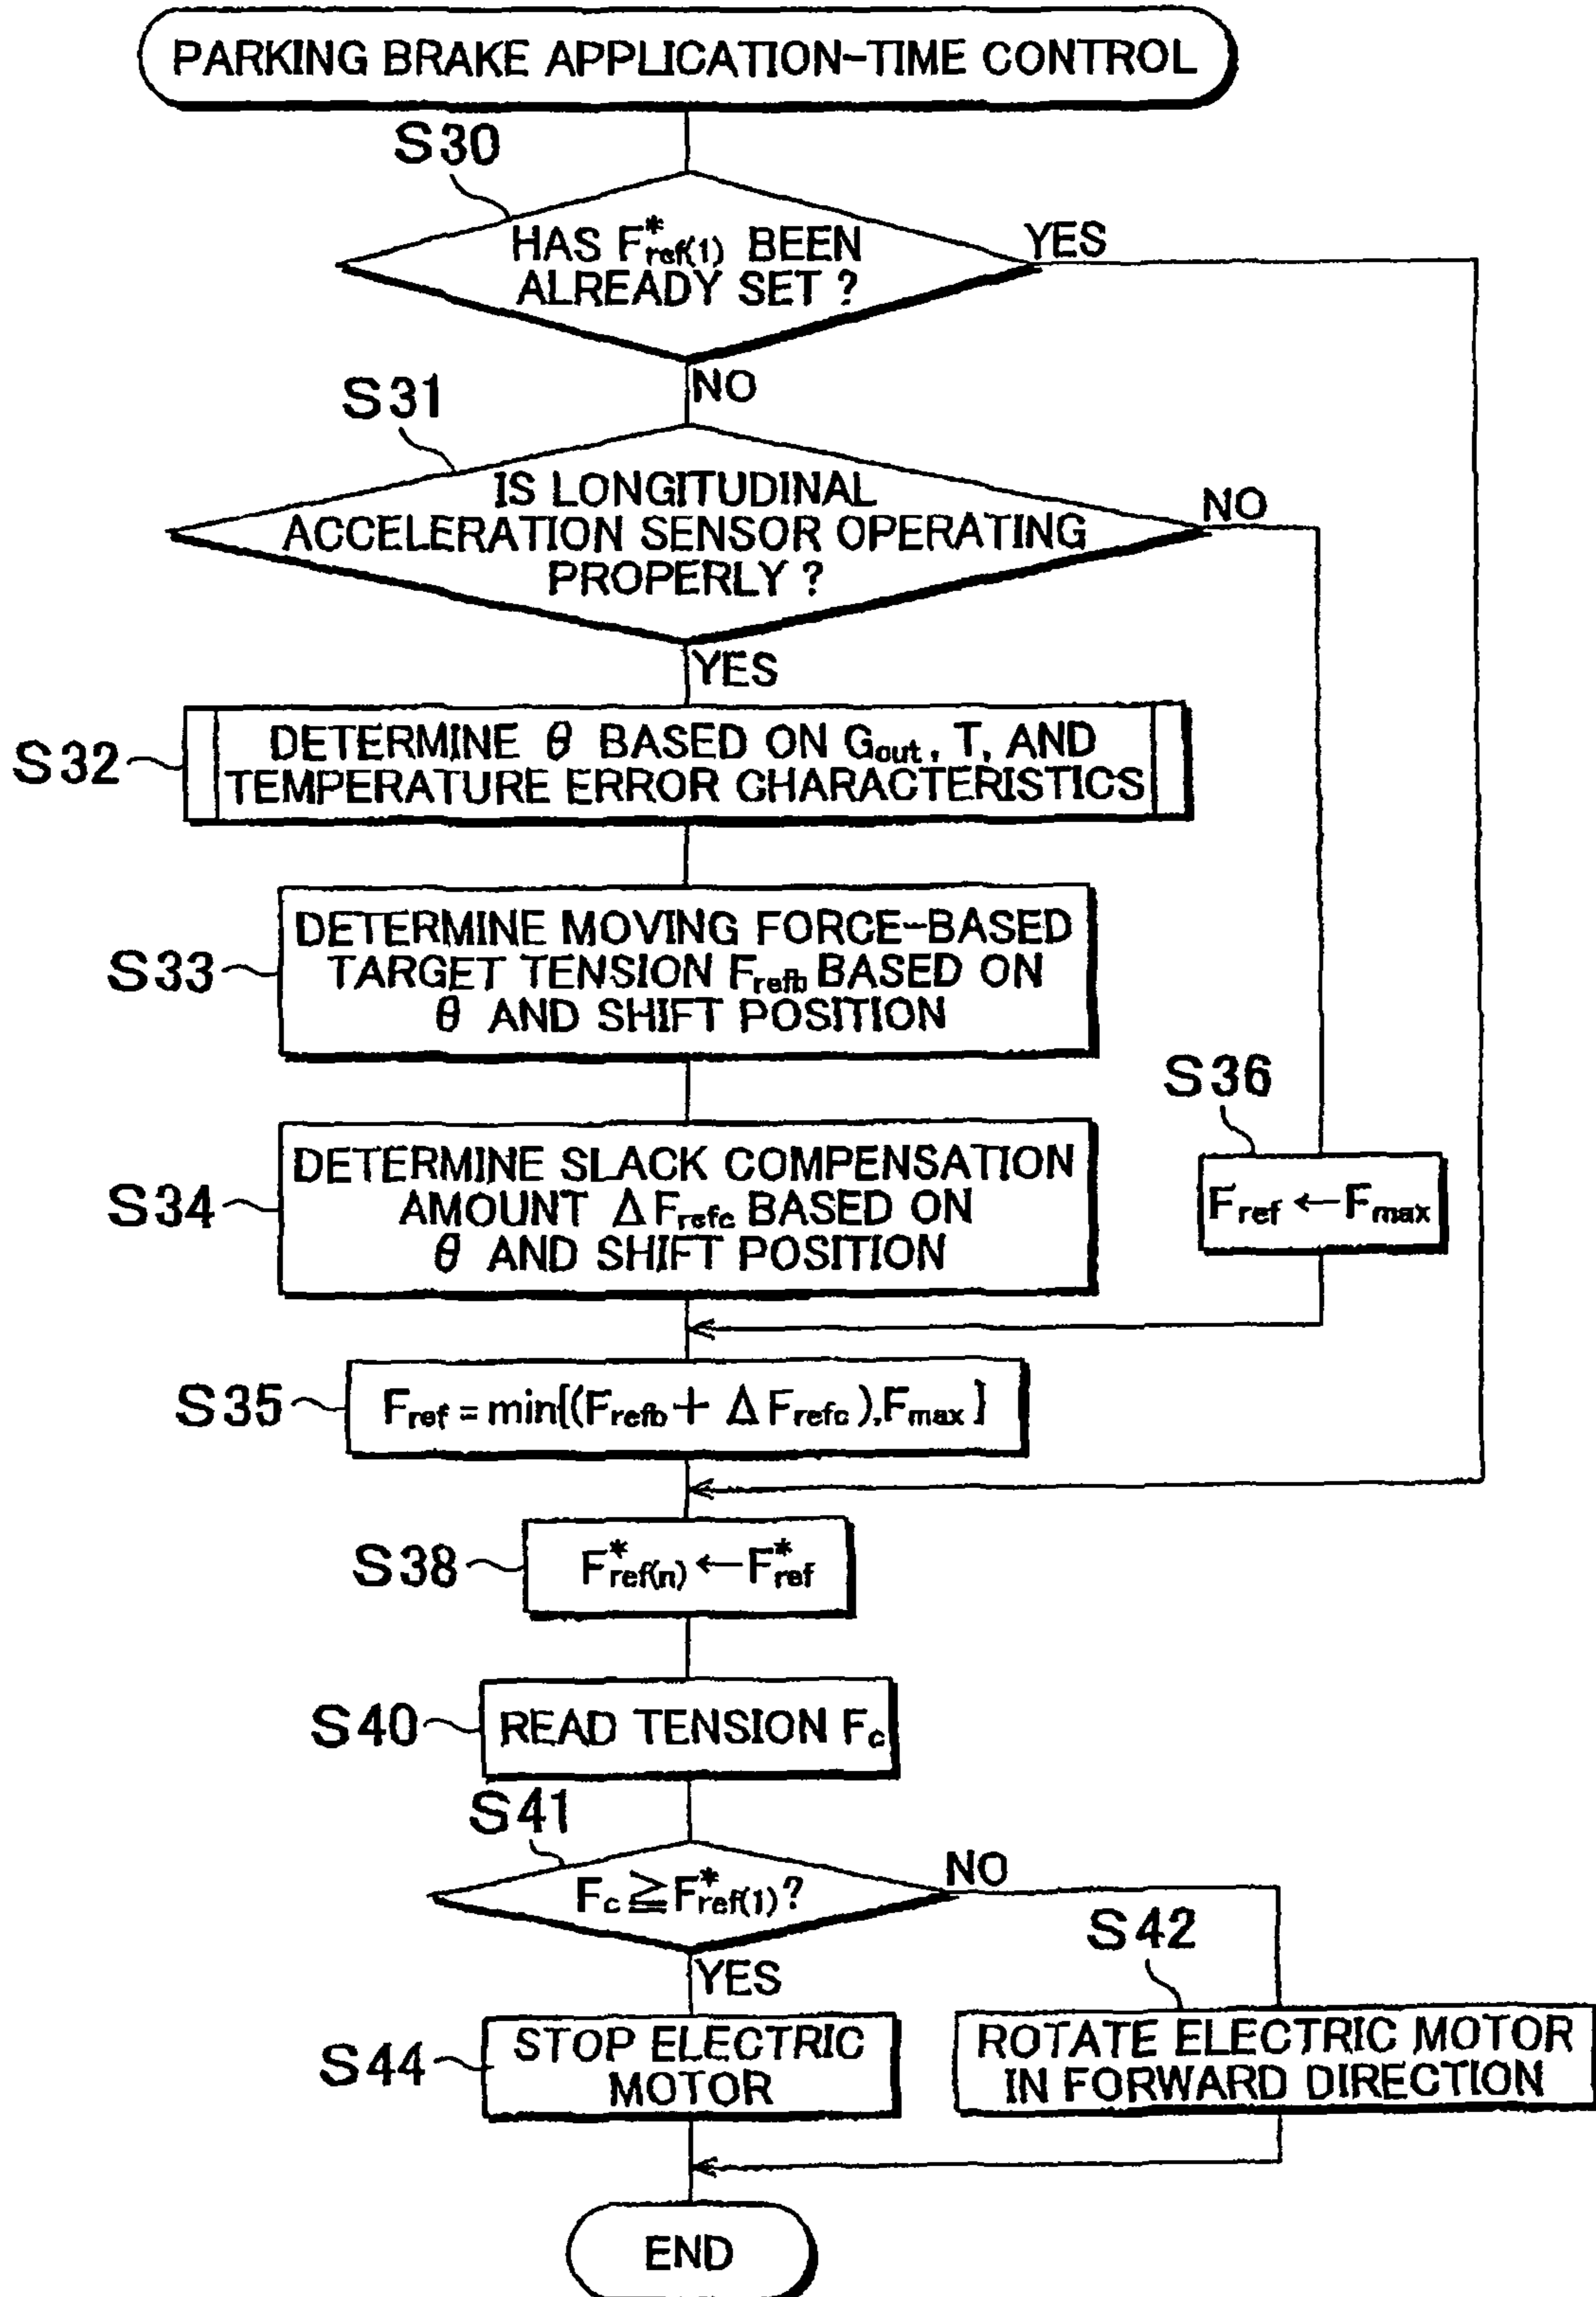 PARKING BRAKE APPLICATION-TIME CONTROL
S30
HAS F*ref(1) BEEN
ALREADY SET ?
YES
NO
S31
IS LONGITUDINAL
ACCELERATION SENSOR OPERATING
PROPERLY ?
NO
YES
S32
DETERMINE θ BASED ON Gout, T, AND
TEMPERATURE ERROR CHARACTERISTICS
S33
DETERMINE MOVING FORCE-BASED
TARGET TENSION Frefb BASED ON
θ AND SHIFT POSITION
S34
DETERMINE SLACK COMPENSATION
AMOUNT ΔFrefc BASED ON
θ AND SHIFT POSITION
S36
Fref ← Fmax
S35
Fref = min{(Frefb + ΔFrefc), Fmax}
S38
F*ref(n) ← F*ref
S40
READ TENSION Fc
S41
Fc ≧ F*ref(1) ?
NO
YES
S42
ROTATE ELECTRIC MOTOR
IN FORWARD DIRECTION
S44
STOP ELECTRIC
MOTOR
END